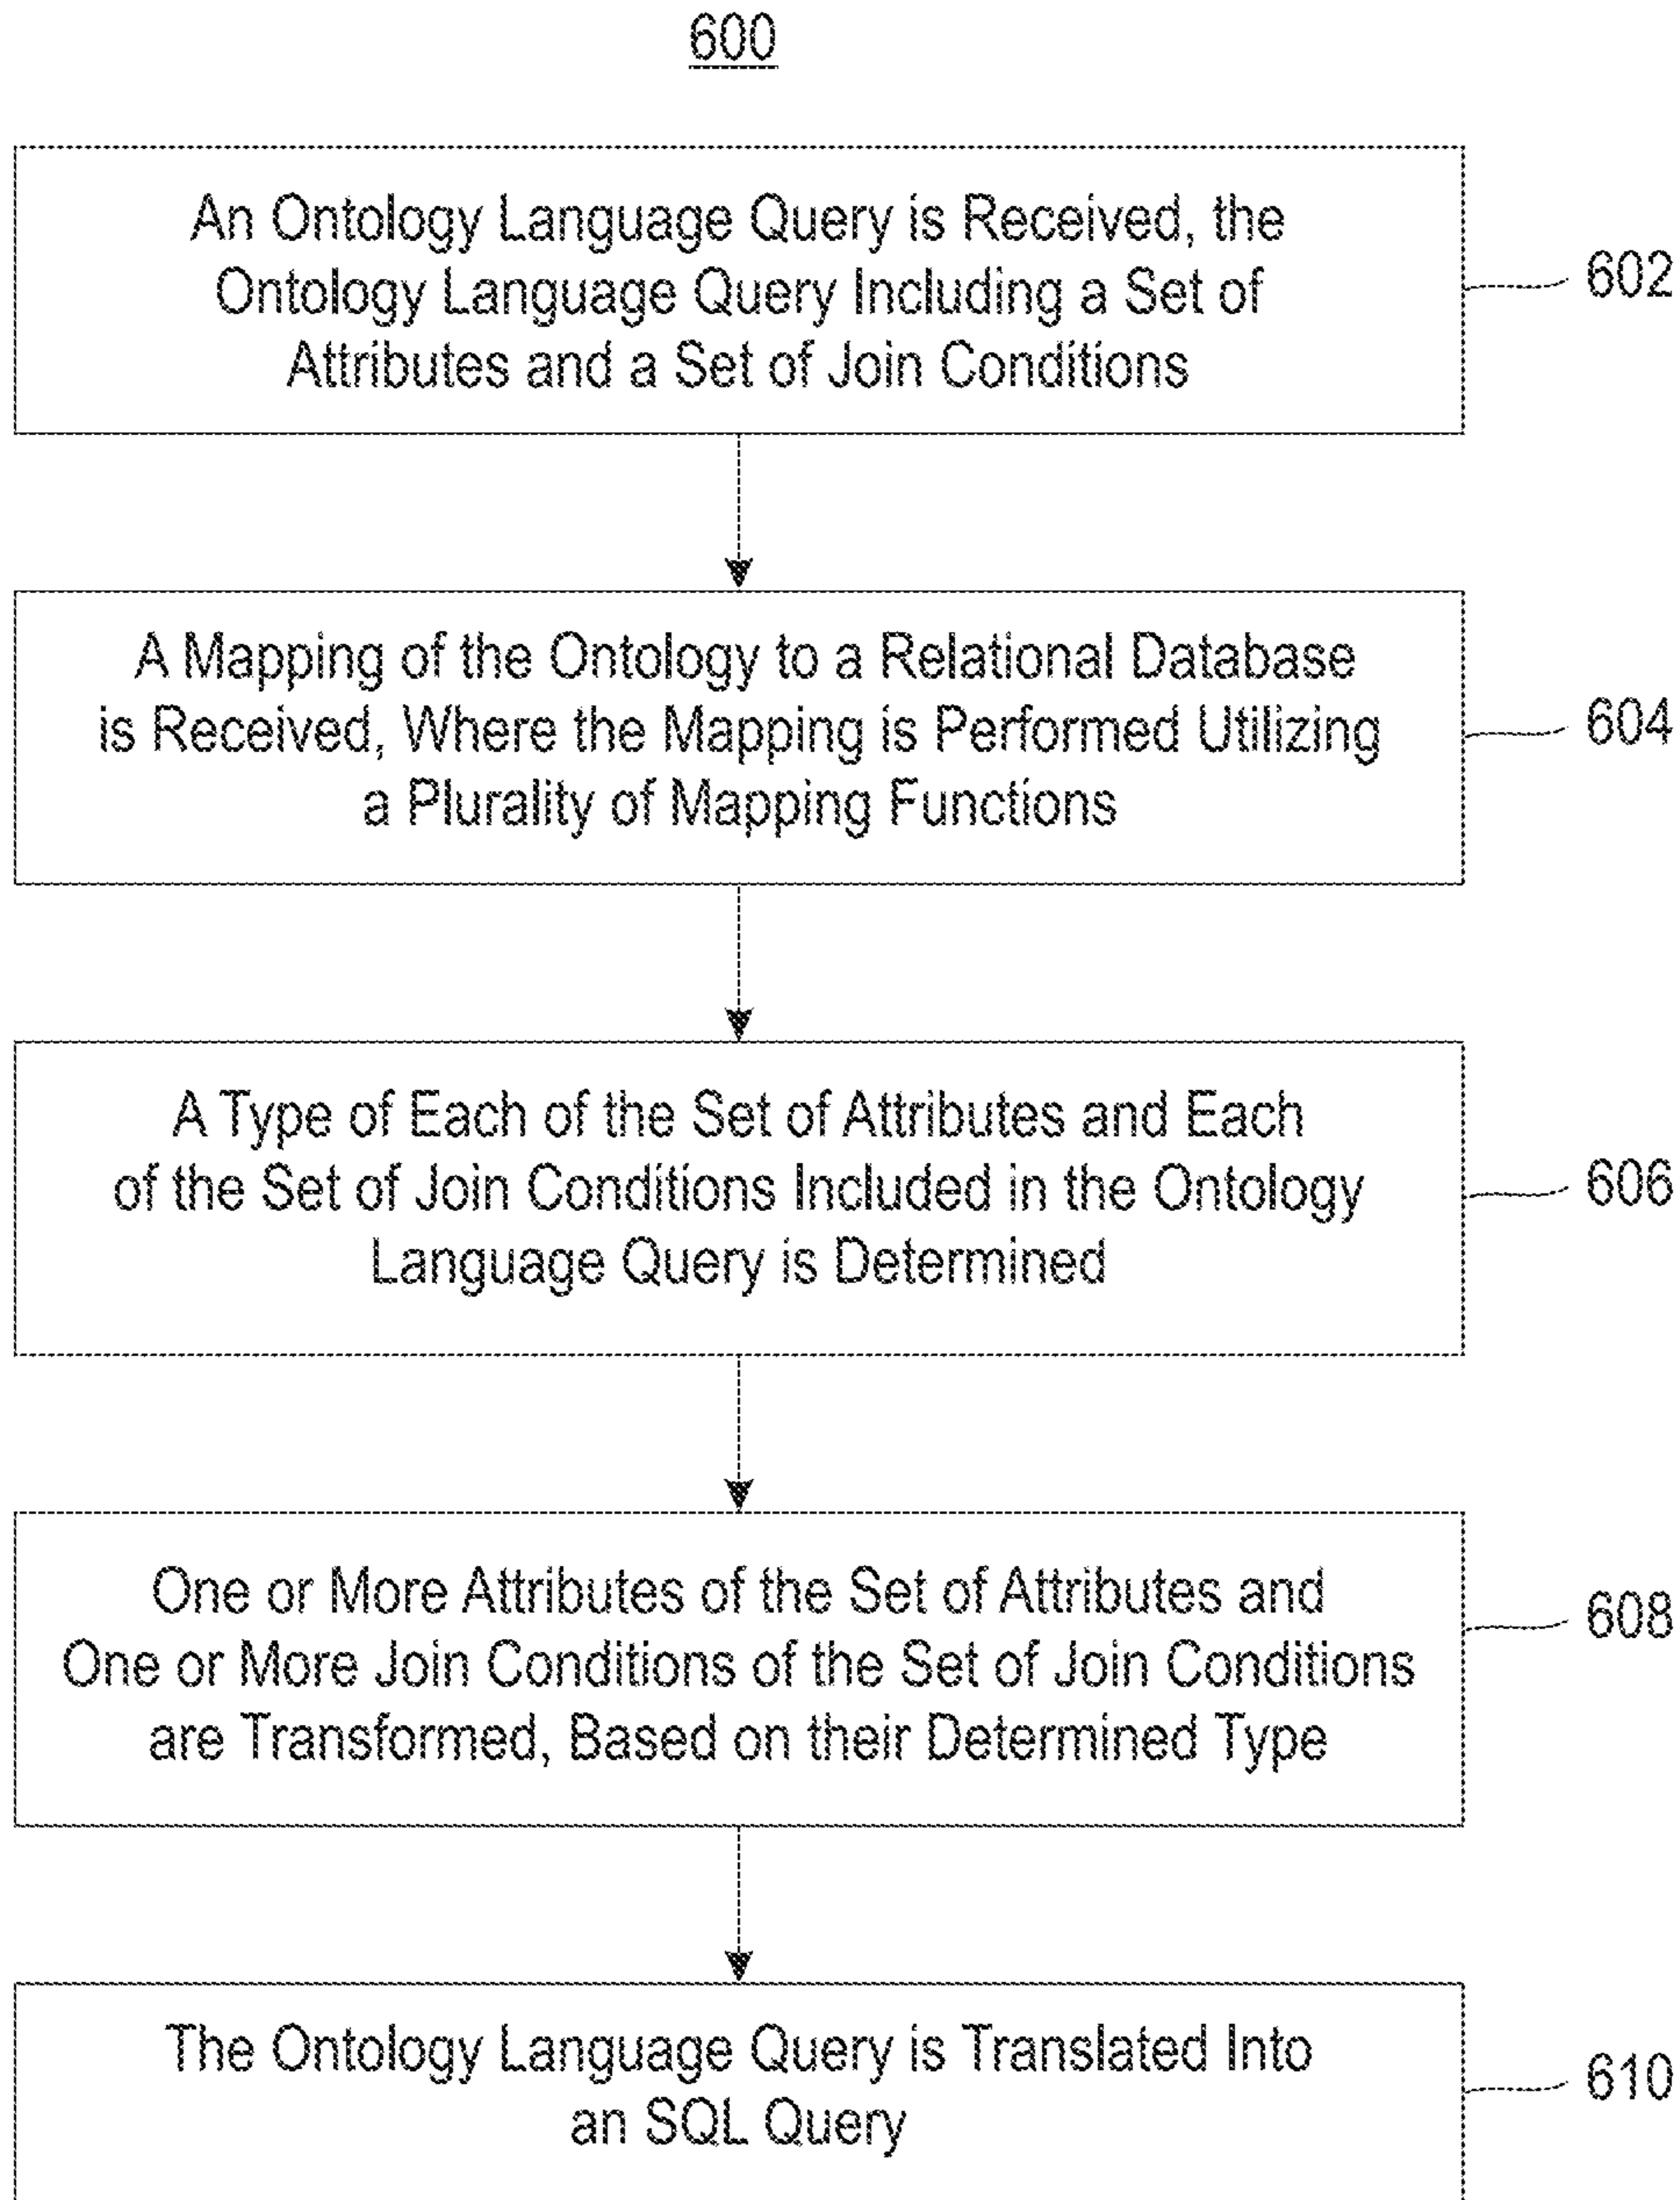 600
An Ontology Language Query is Received, the
Ontology Language Query Including a Set of
Attributes and a Set of Join Conditions
602
A Mapping of the Ontology to a Relational Database
is Received, Where the Mapping is Performed Utilizing
a Plurality of Mapping Functions
604
A Type of Each of the Set of Attributes and Each
of the Set of Join Conditions Included in the Ontology
Language Query is Determined
606
One or More Attributes of the Set of Attributes and
One or More Join Conditions of the Set of Join Conditions
are Transformed, Based on their Determined Type
608
The Ontology Language Query is Translated Into
an SQL Query
610